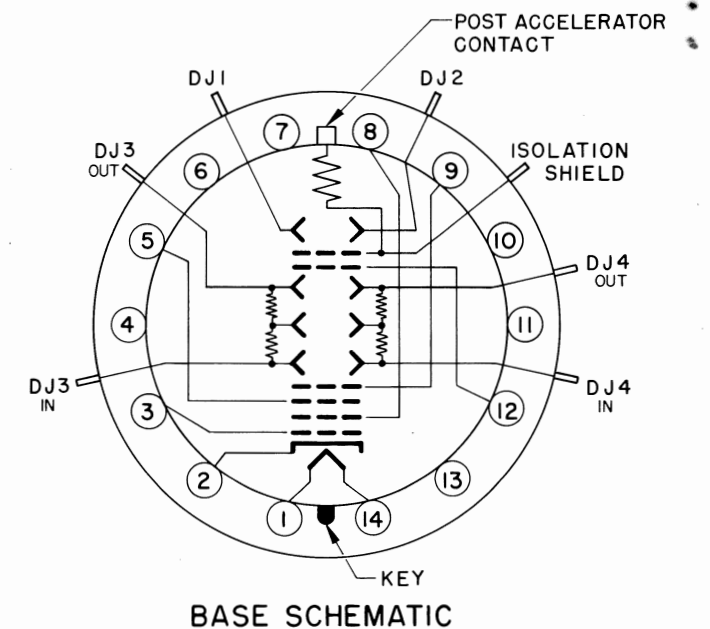 POST ACCELERATOR
CONTACT
DJ1
DJ2
DJ3
OUT
ISOLATION
SHIELD
7
8
6
9
5
10
DJ4
OUT
4
11
DJ3
IN
DJ4
IN
3
12
2
13
1
14
KEY
BASE SCHEMATIC